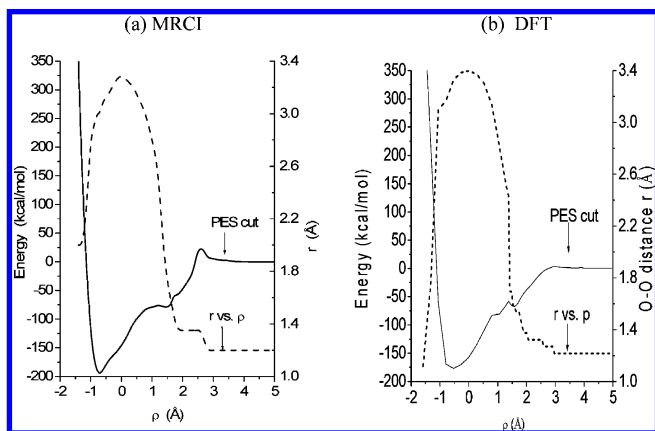 (a) MRCI
350
300
250
200
150
100
50
0
-50
-100
-150
-200
Energy (kcal/mol)
-2 -1 0 1 2 3 4 5
ρ (Å)
3.4
3.0
2.6
2.2
1.8
1.4
1.0
r (Å)
PES cut
r vs. ρ
(b) DFT
350
300
250
200
150
100
50
0
-50
-100
-150
-200
Energy (kcal/mol)
-2 -1 0 1 2 3 4 5
ρ (Å)
3.4
3.0
2.6
2.2
1.8
1.4
1.0
O-O' distance r (Å)
PES cut
r vs. p